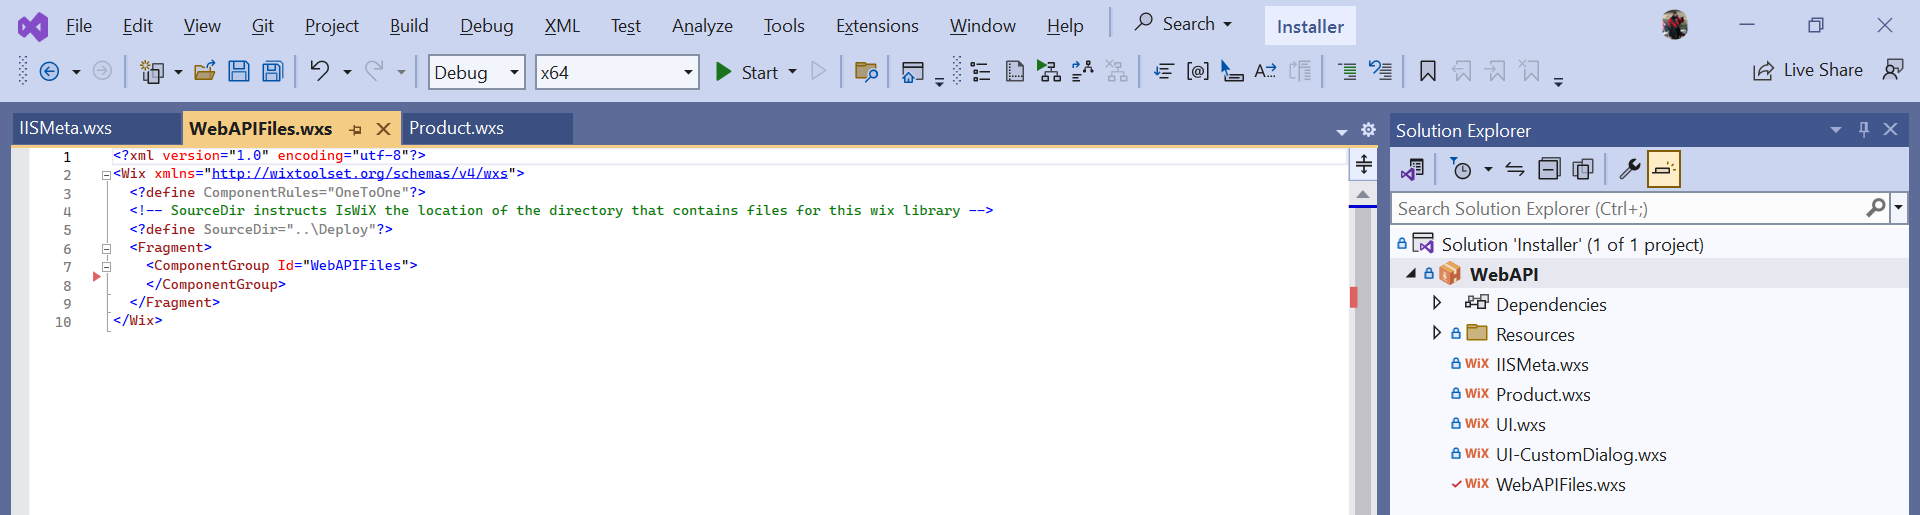 File Edit View Git Project Build Debug XML Test Analyze Tools Extensions Window Help Search Installer
Debug x64 Start Live Share
IISMeta.wxs WebAPIFiles.wxs Product.wxs
1 <?xml version="1.0" encoding="utf-8"?>
2 <Wix xmlns="http://wixtoolset.org/schemas/v4/wxs">
3 <?define ComponentRules="OneToOne"?>
4 <!-- SourceDir instructs IsWiX the location of the directory that contains files for this wix library -->
5 <?define SourceDir="..\Deploy"?>
6 <Fragment>
7 <ComponentGroup Id="WebAPIFiles">
8 </ComponentGroup>
9 </Fragment>
10 </Wix>
Solution Explorer
Search Solution Explorer (Ctrl+;)
Solution 'Installer' (1 of 1 project)
WebAPI
Dependencies
Resources
WiX IISMeta.wxs
WiX Product.wxs
WiX UI.wxs
WiX UI-CustomDialog.wxs
WiX WebAPIFiles.wxs